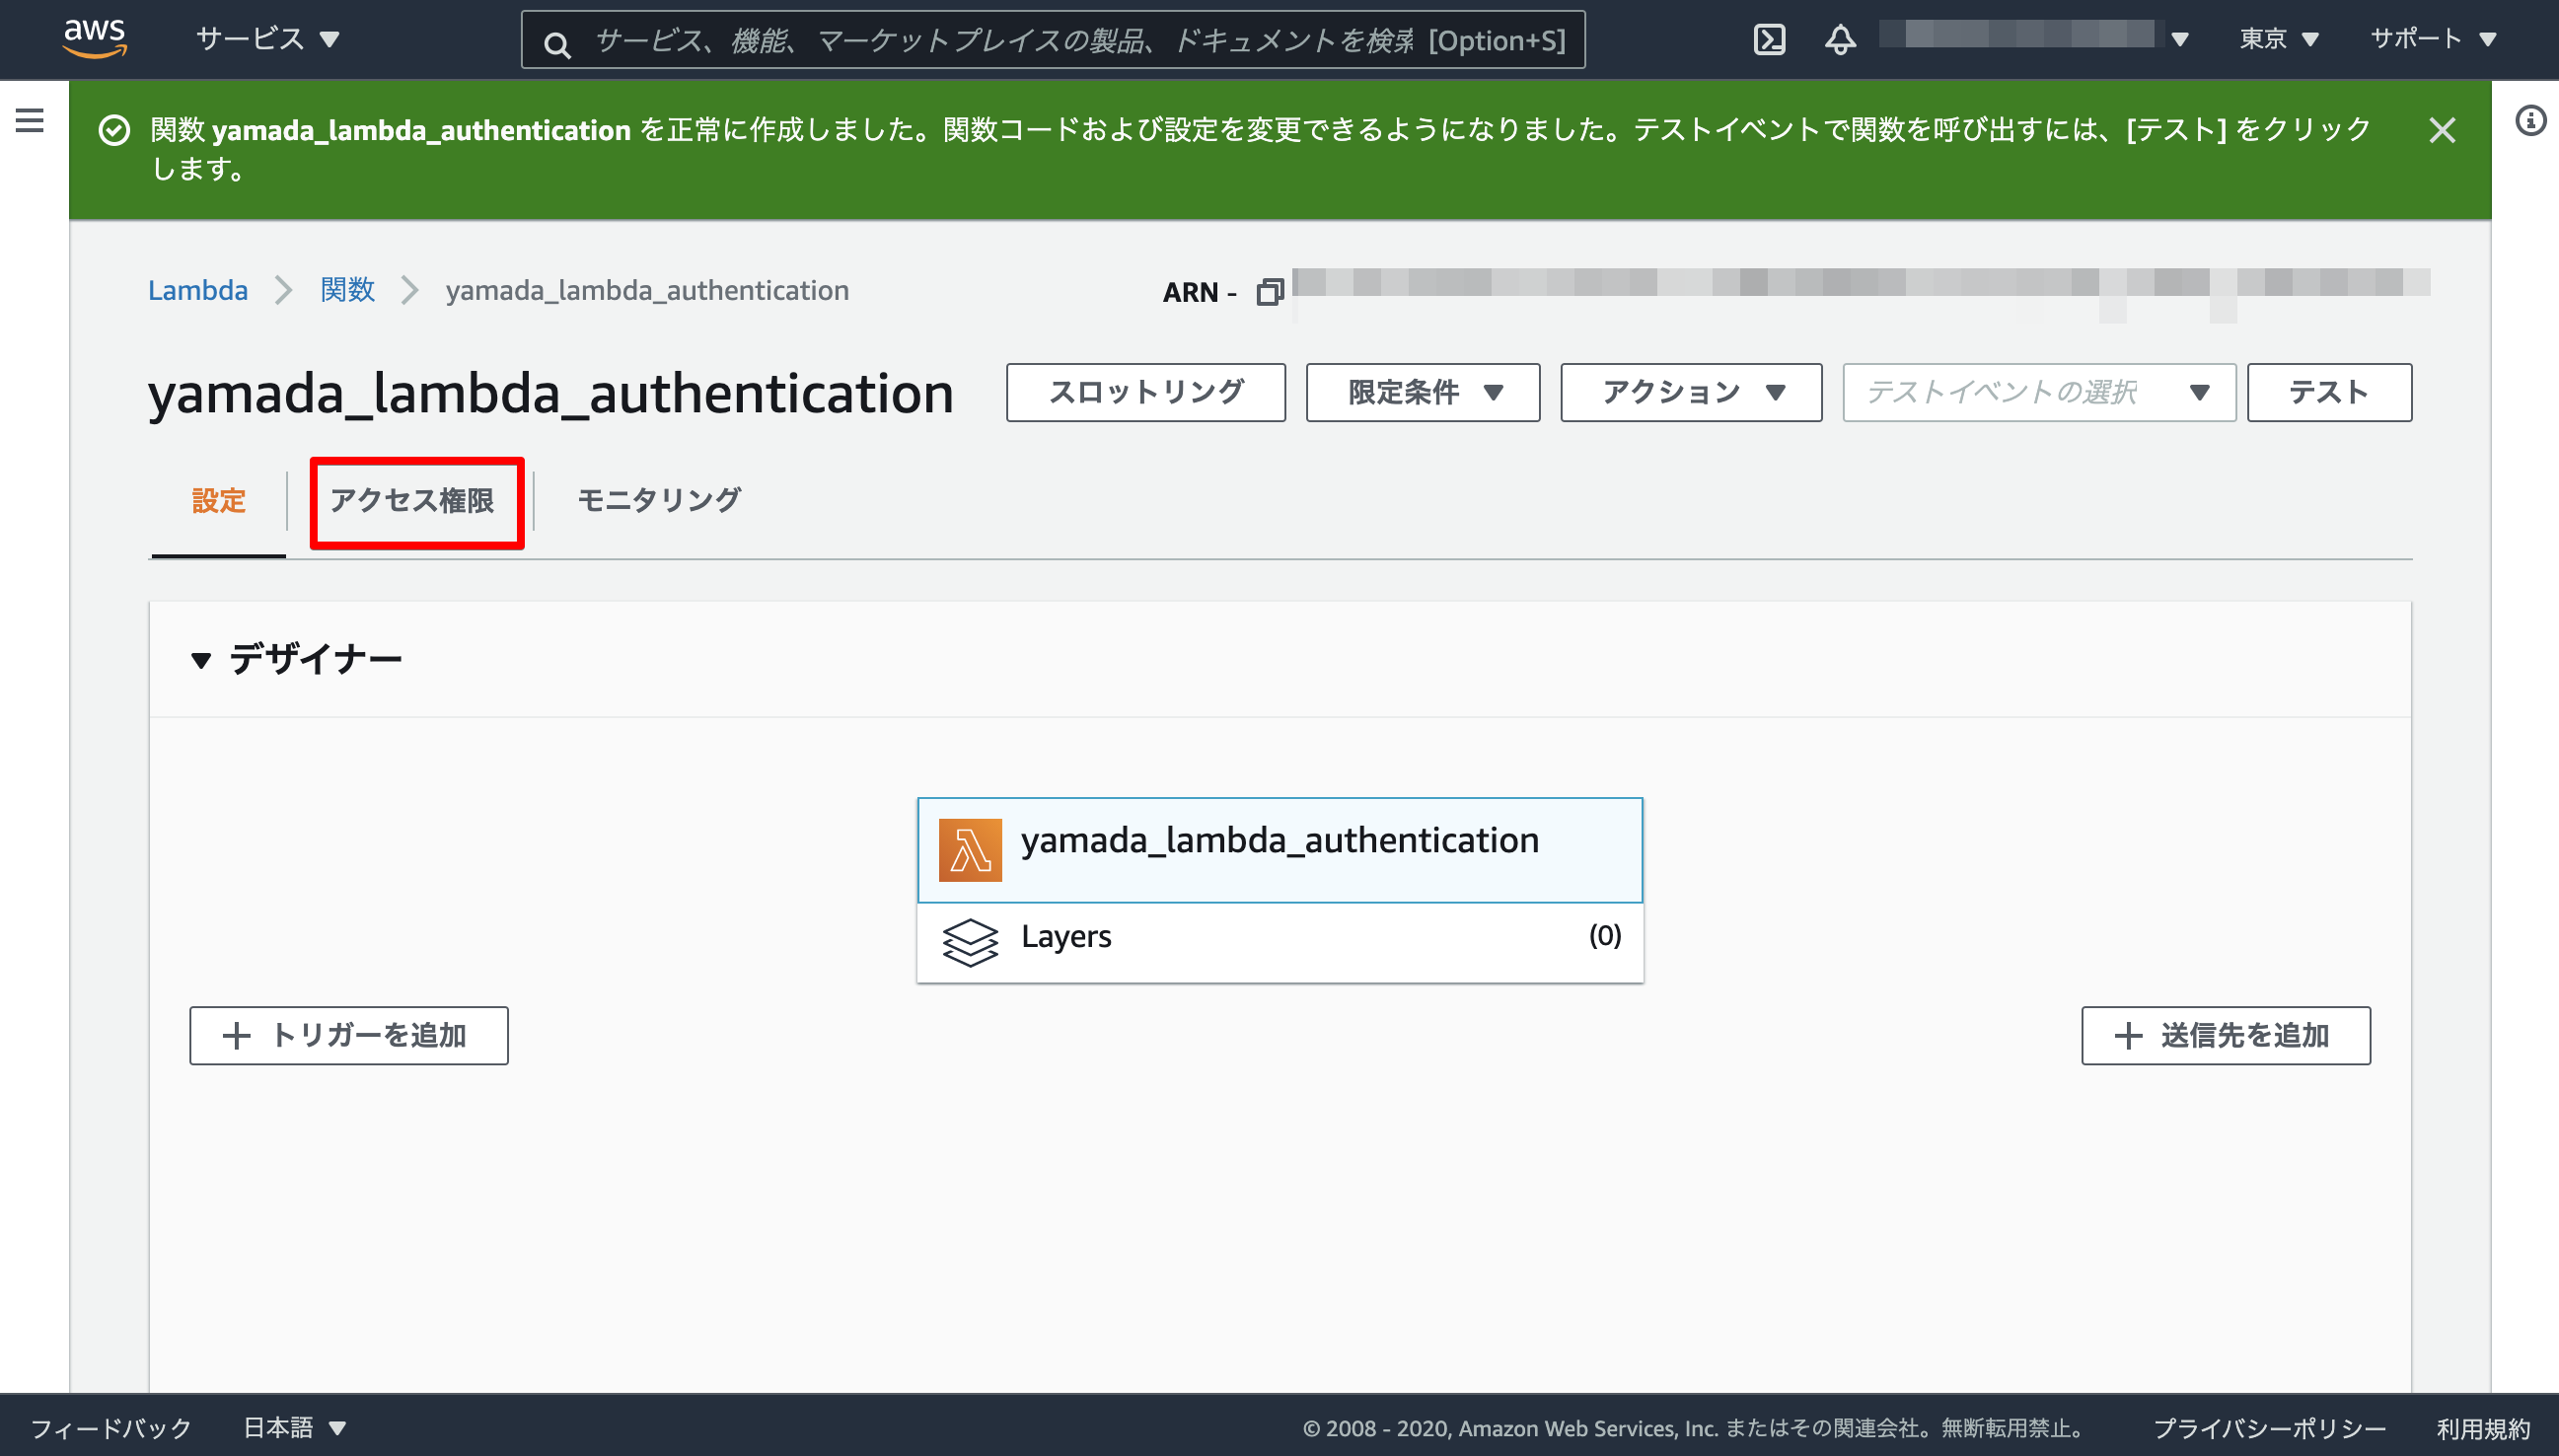 aws
サービス
サービス、機能、マーケットプレイスの製品、ドキュメントを検索 [Option+S]
東京
サポート
関数 yamada_lambda_authentication を正常に作成しました。関数コードおよび設定を変更できるようになりました。テストイベントで関数を呼び出すには、[テスト] をクリック
します。
Lambda 関数 yamada_lambda_authentication
ARN -
yamada_lambda_authentication
スロットリング
限定条件
アクション
テストイベントの選択
テスト
設定
アクセス権限
モニタリング
デザイナー
yamada_lambda_authentication
Layers (0)
トリガーを追加
送信先を追加
フィードバック
日本語
© 2008 - 2020, Amazon Web Services, Inc. またはその関連会社。無断転用禁止。
プライバシーポリシー
利用規約